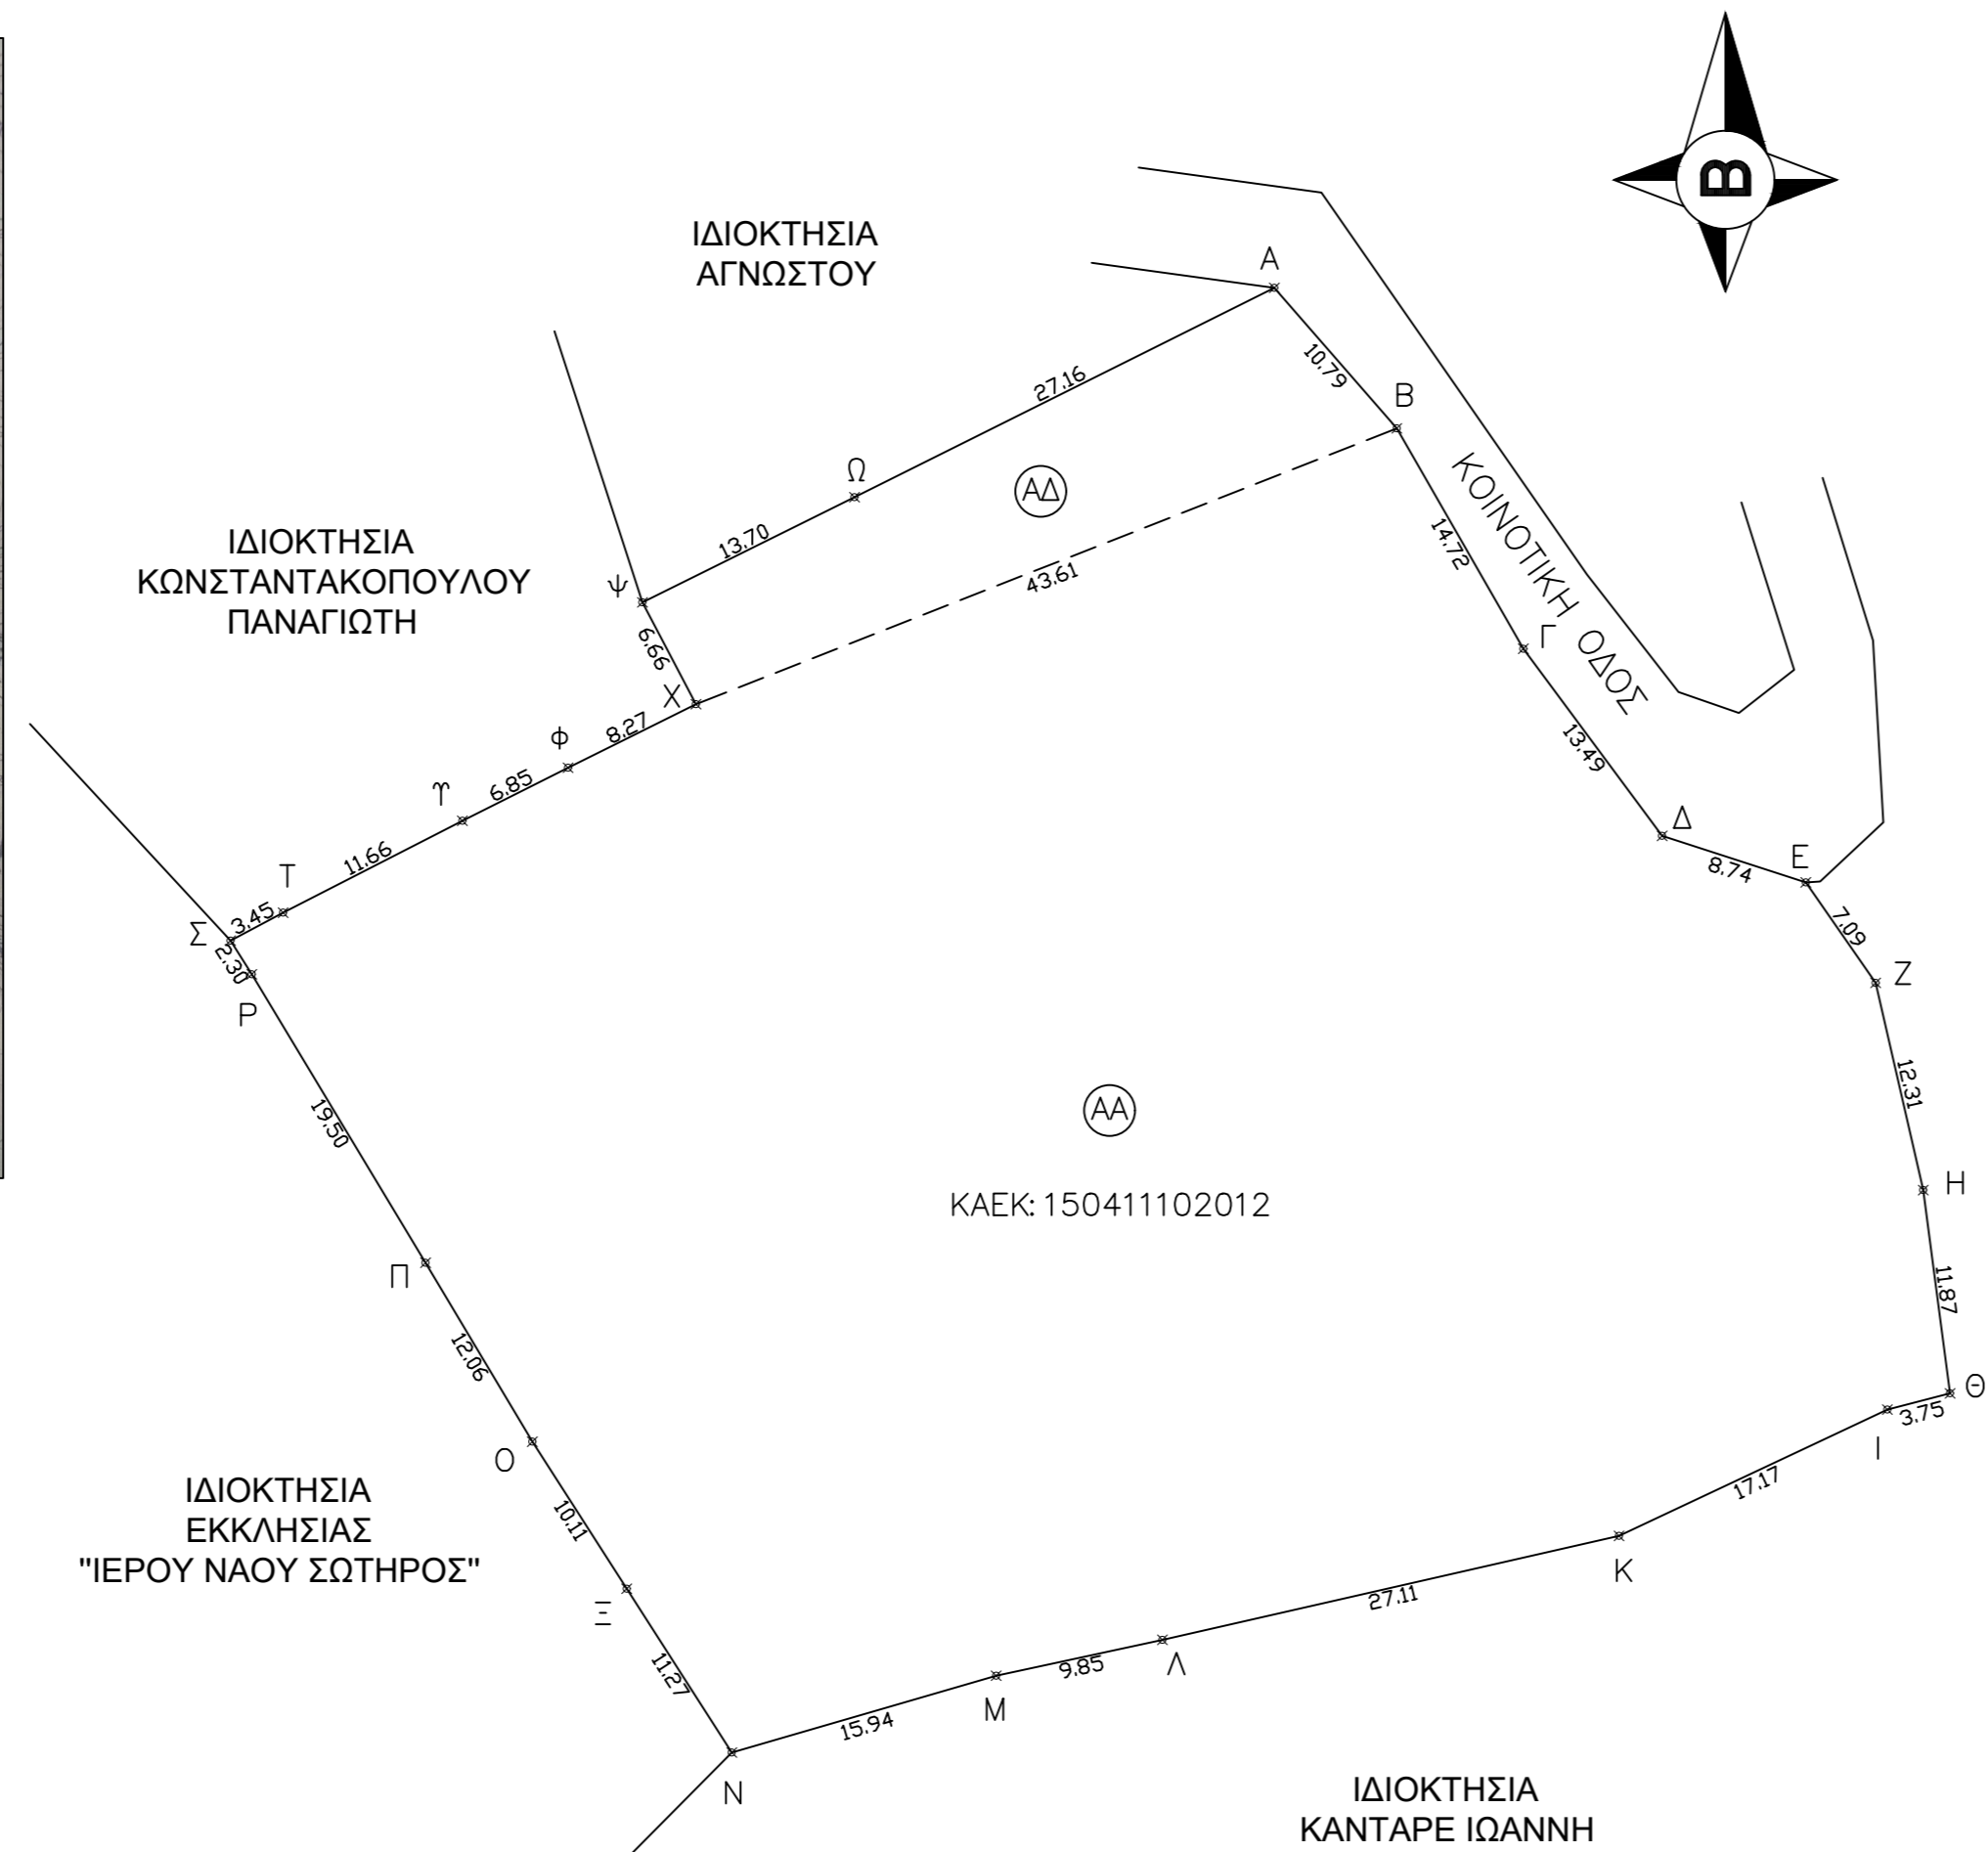 Β
ΙΔΙΟΚΤΗΣΙΑ
ΑΓΝΩΣΤΟΥ
Α
10,79
27,16
Β
Ω
ΑΔ
13,70
14,72
ΚΟΙΝΟΤΙΚΗ ΟΔΟΣ
43,61
ΙΔΙΟΚΤΗΣΙΑ
ΚΩΝΣΤΑΝΤΑΚΟΠΟΥΛΟΥ
ΠΑΝΑΓΙΩΤΗ
Ψ
6,66
Γ
Χ
8,27
13,49
Φ
6,85
ϒ
Δ
8,74
Ε
11,66
Τ
3,45
Σ
2,30
Ρ
7,09
Ζ
12,31
19,50
ΑΑ
ΚΑΕΚ: 150411102012
Η
Π
11,87
12,06
Θ
3,75
Ι
Ο
17,17
10,11
ΙΔΙΟΚΤΗΣΙΑ
ΕΚΚΛΗΣΙΑΣ
"ΙΕΡΟΥ ΝΑΟΥ ΣΩΤΗΡΟΣ"
Κ
27,11
Ξ
11,27
Λ
9,85
Μ
15,94
Ν
ΙΔΙΟΚΤΗΣΙΑ
ΚΑΝΤΑΡΕ ΙΩΑΝΝΗ